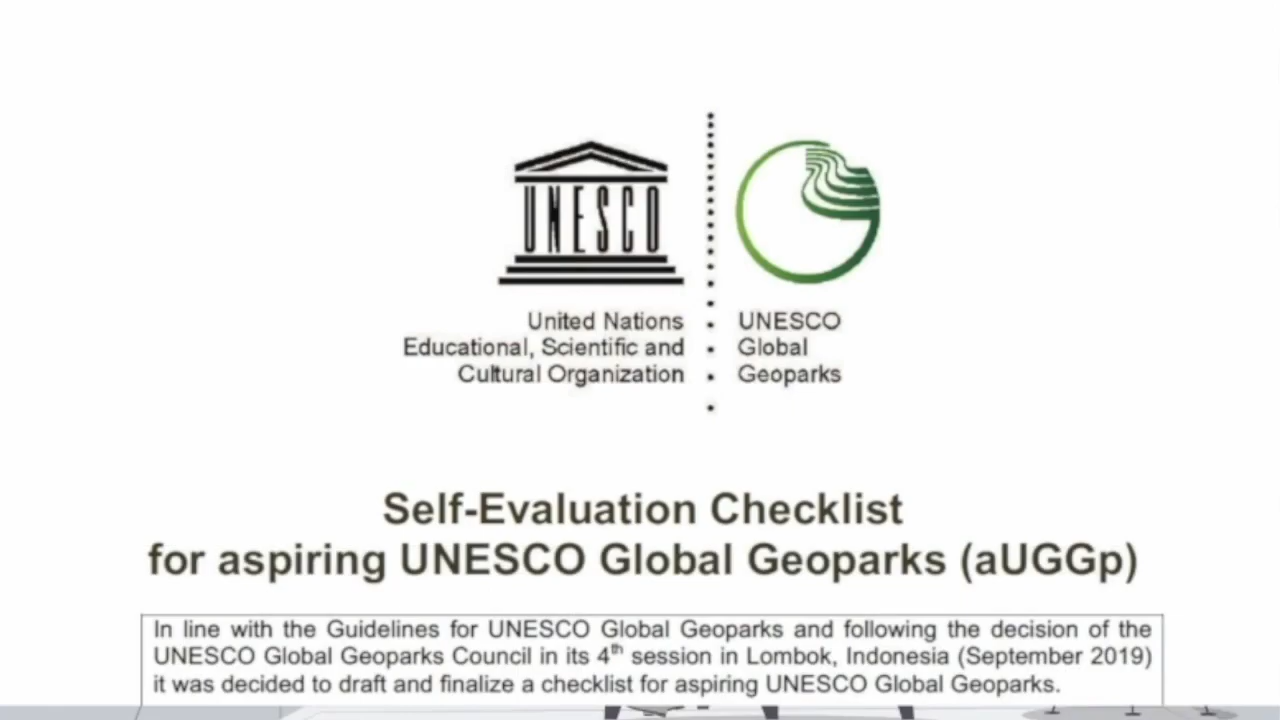 UNESCO
United Nations
Educational, Scientific and
Cultural Organization
UNESCO
Global
Geoparks
Self-Evaluation Checklist
for aspiring UNESCO Global Geoparks (aUGGp)
In line with the Guidelines for UNESCO Global Geoparks and following the decision of the
UNESCO Global Geoparks Council in its 4th session in Lombok, Indonesia (September 2019)
it was decided to draft and finalize a checklist for aspiring UNESCO Global Geoparks.